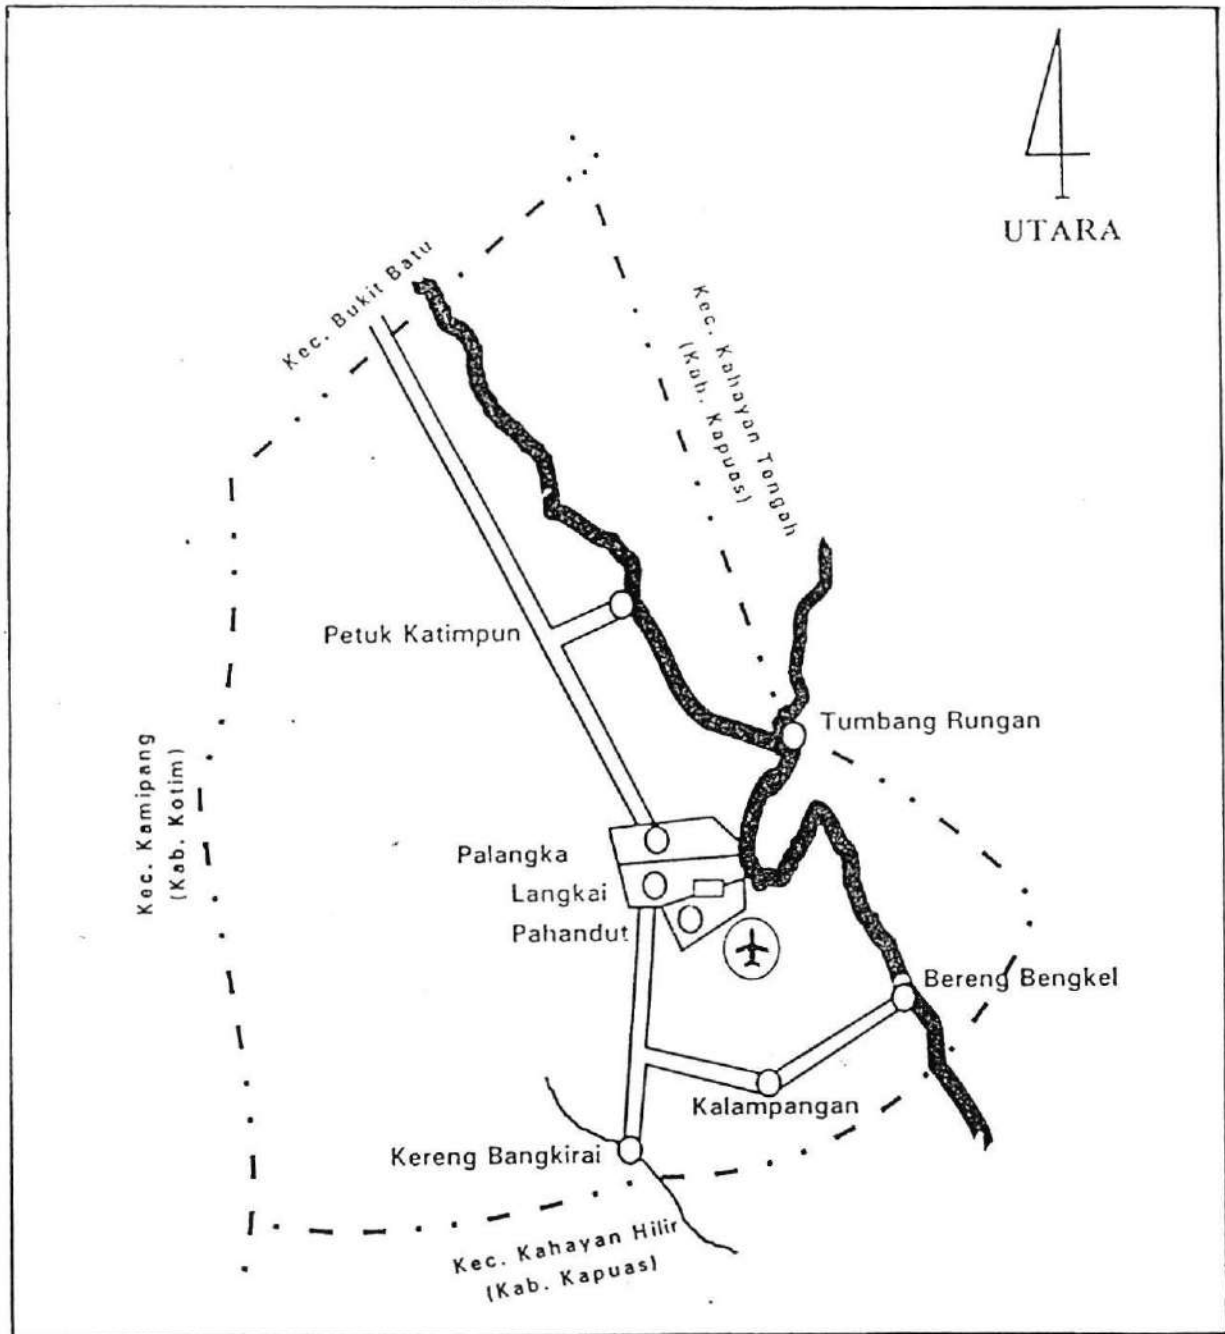 UTARA
Kec. Bukit Batu
Kec. Kahayan Tengah
(Kab. Kapuas)
Petuk Katimpun
Tumbang Rungan
Kec. Kamipang
(Kab. Kotim)
Palangka
Langkai
Pahandut
Bereng Bengkel
Kalampangan
Kereng Bangkirai
Kec. Kahayan Hilir
(Kab. Kapuas)